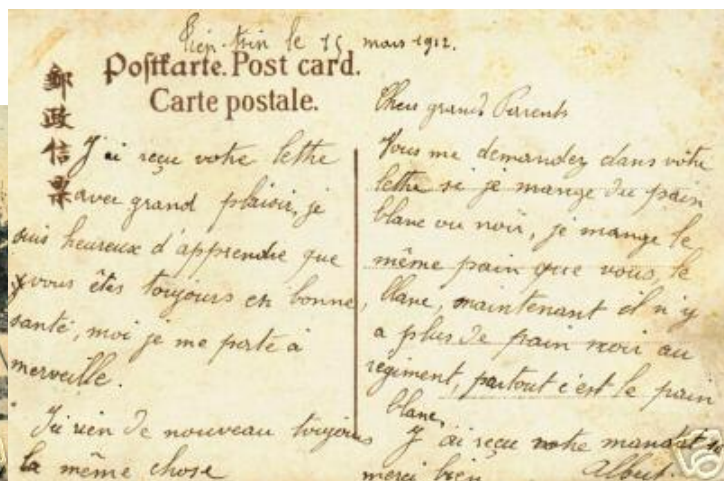 Tien-Tsin le 15 mars 1912.
Postkarte. Post card.
Carte postale.
郵政信票
J'ai reçu votre lettre
avec grand plaisir, je
suis heureux d'apprendre que
vous êtes toujours en bonne
santé, moi je me porte à
merveille.
J'ai rien de nouveau toujours
la même chose
Chers grands Parents
Vous me demandez dans votre
lettre si je mange du pain
blanc ou noir, je mange le
même pain que vous, le
blanc, maintenant il n'y
a plus de pain noir au
régiment, partout c'est le pain
blanc,
J'ai reçu votre mandat
merci bien Albert.